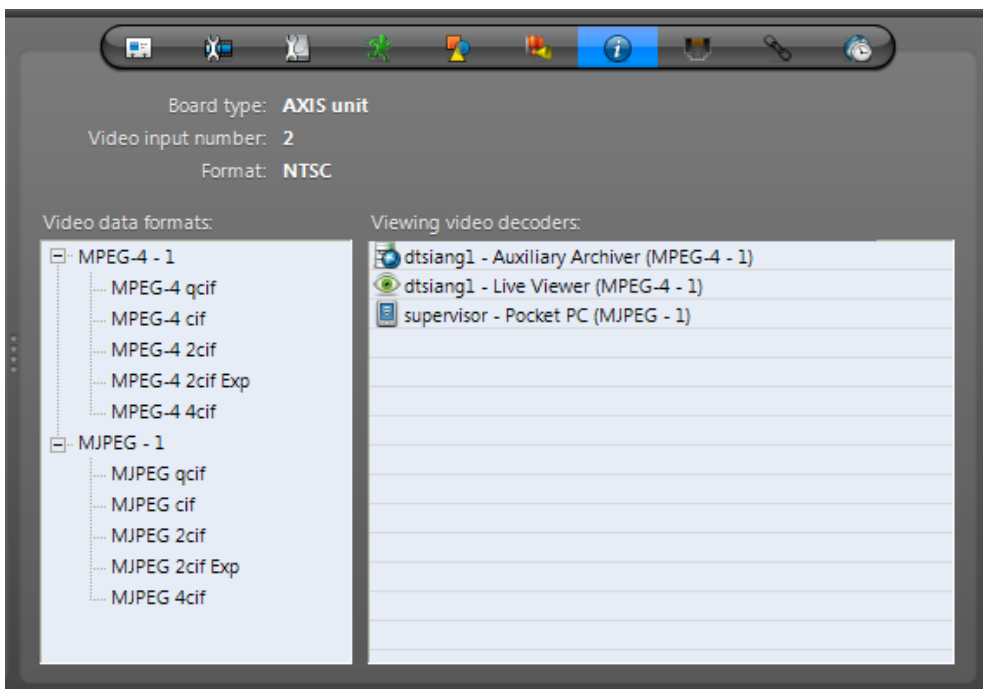 Board type: AXIS unit
Video input number: 2
Format: NTSC
Video data formats:
MPEG-4 - 1
MPEG-4 qcif
MPEG-4 cif
MPEG-4 2cif
MPEG-4 2cif Exp
MPEG-4 4cif
MJPEG - 1
MJPEG qcif
MJPEG cif
MJPEG 2cif
MJPEG 2cif Exp
MJPEG 4cif
Viewing video decoders:
dtsiang1 - Auxiliary Archiver (MPEG-4 - 1)
dtsiang1 - Live Viewer (MPEG-4 - 1)
supervisor - Pocket PC (MJPEG - 1)